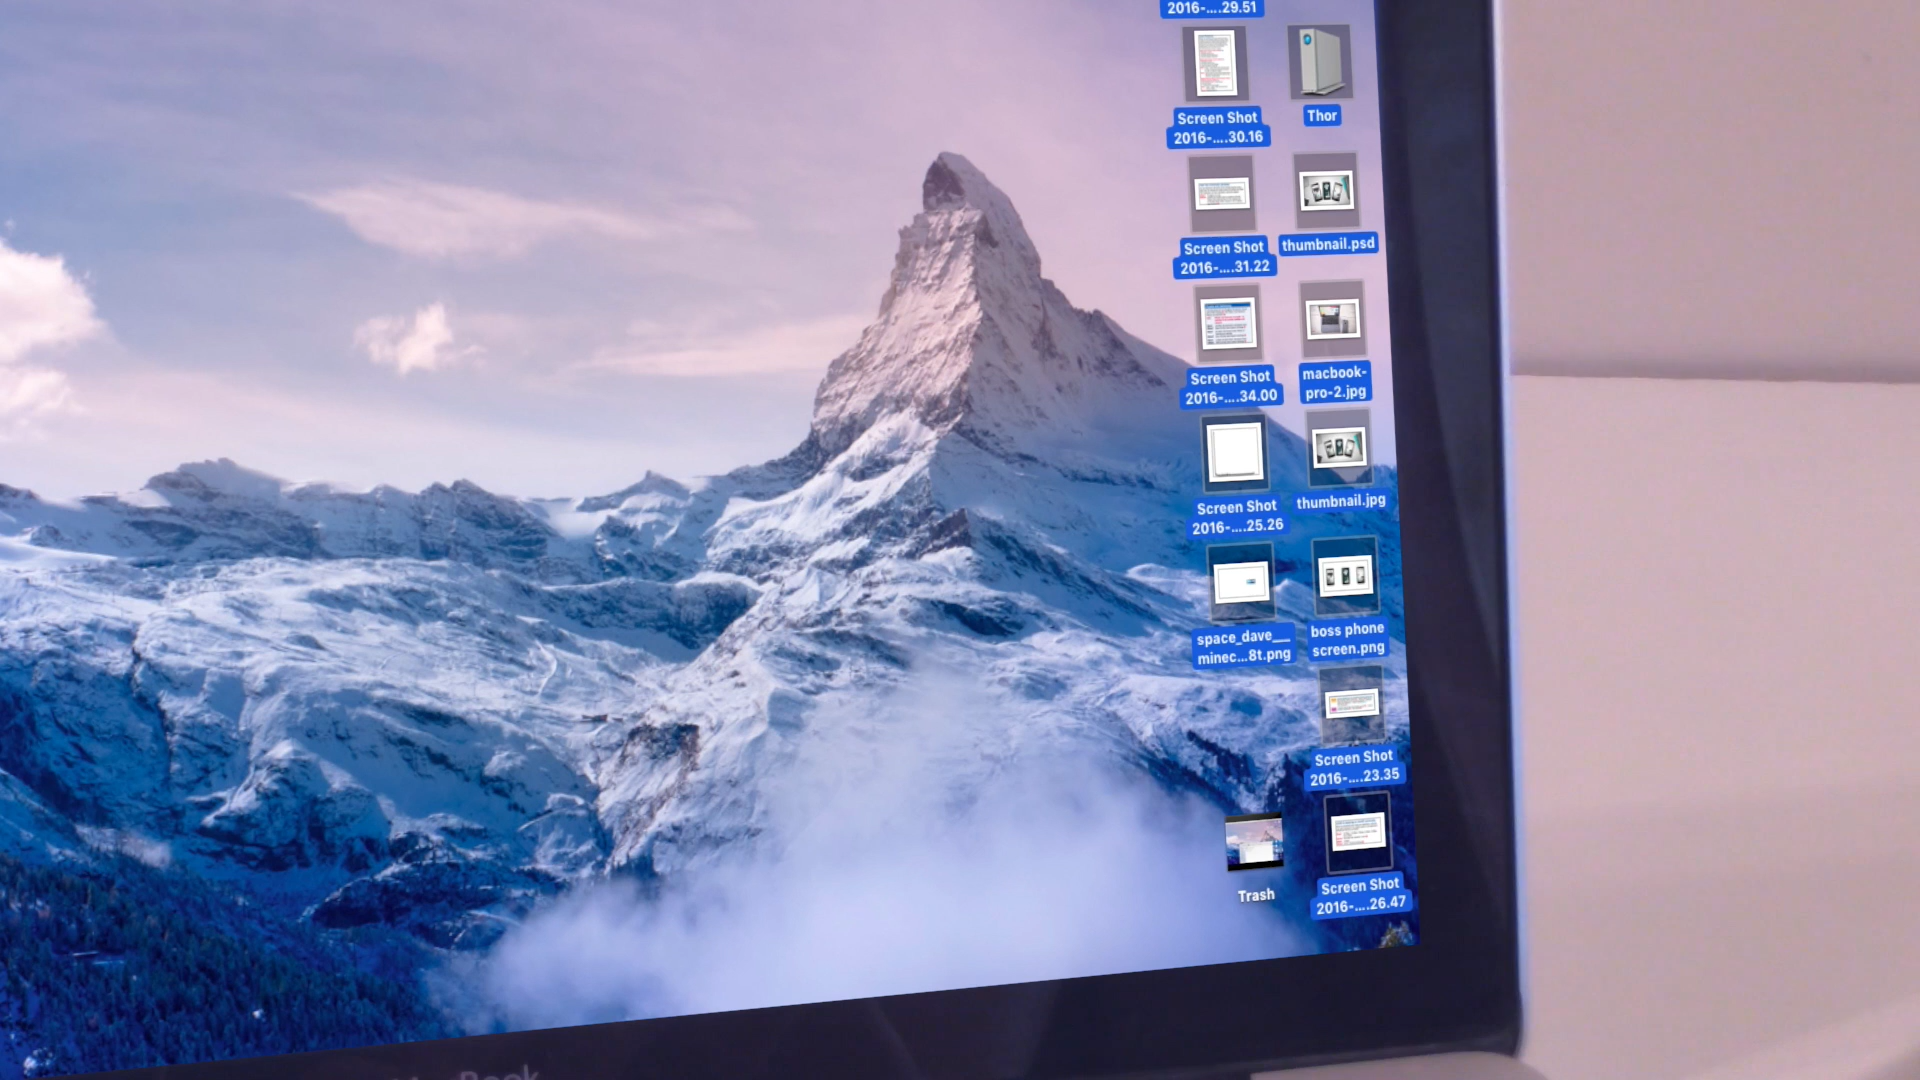 2016-....29.51
Screen Shot
2016-....30.16
Thor
Screen Shot
2016-....31.22
thumbnail.psd
Screen Shot
2016-....34.00
macbook-
pro-2.jpg
Screen Shot
2016-....25.26
thumbnail.jpg
space_dave__
minec...8t.png
boss phone
screen.png
Screen Shot
2016-....23.35
Trash
Screen Shot
2016-....26.47
MacBook